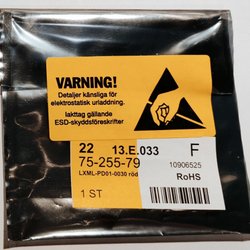 VARNING!
Detaljer känsliga för
elektrostatisk urladdning.
Iakttag gällande
ESD-skyddsföreskrifter
22 13.E.033 F
75-255-79
10906525
LXML-PD01-0030 röd
RoHS
1 ST